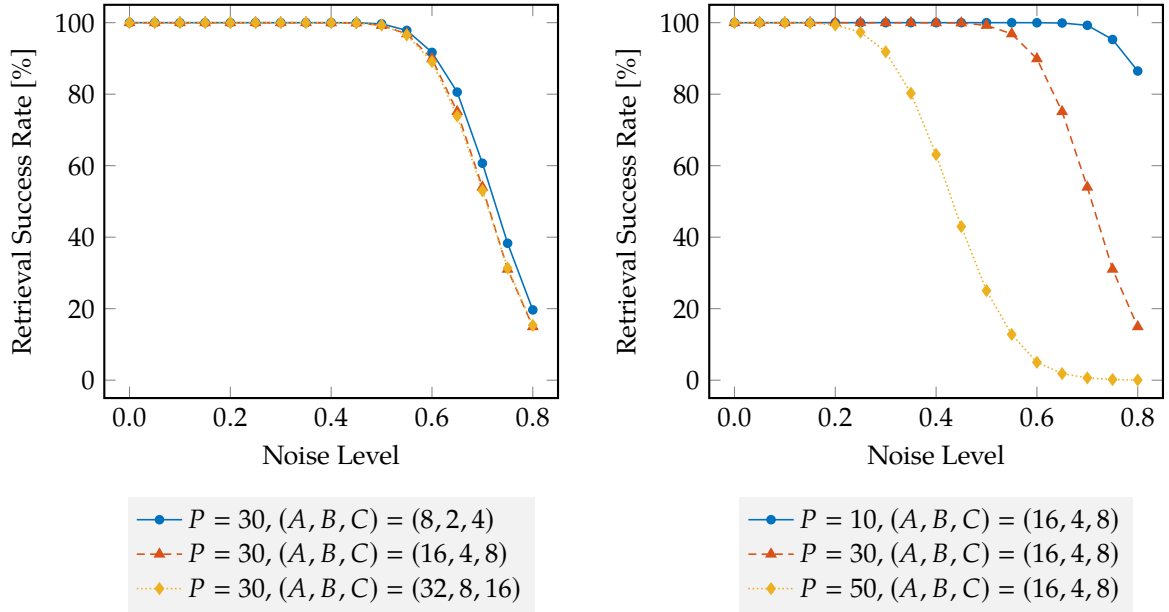 100
80
60
40
20
0
Retrieval Success Rate [%]
0.0 0.2 0.4 0.6 0.8
Noise Level
P = 30, (A, B, C) = (8, 2, 4)
P = 30, (A, B, C) = (16, 4, 8)
P = 30, (A, B, C) = (32, 8, 16)
100
80
60
40
20
0
Retrieval Success Rate [%]
0.0 0.2 0.4 0.6 0.8
Noise Level
P = 10, (A, B, C) = (16, 4, 8)
P = 30, (A, B, C) = (16, 4, 8)
P = 50, (A, B, C) = (16, 4, 8)